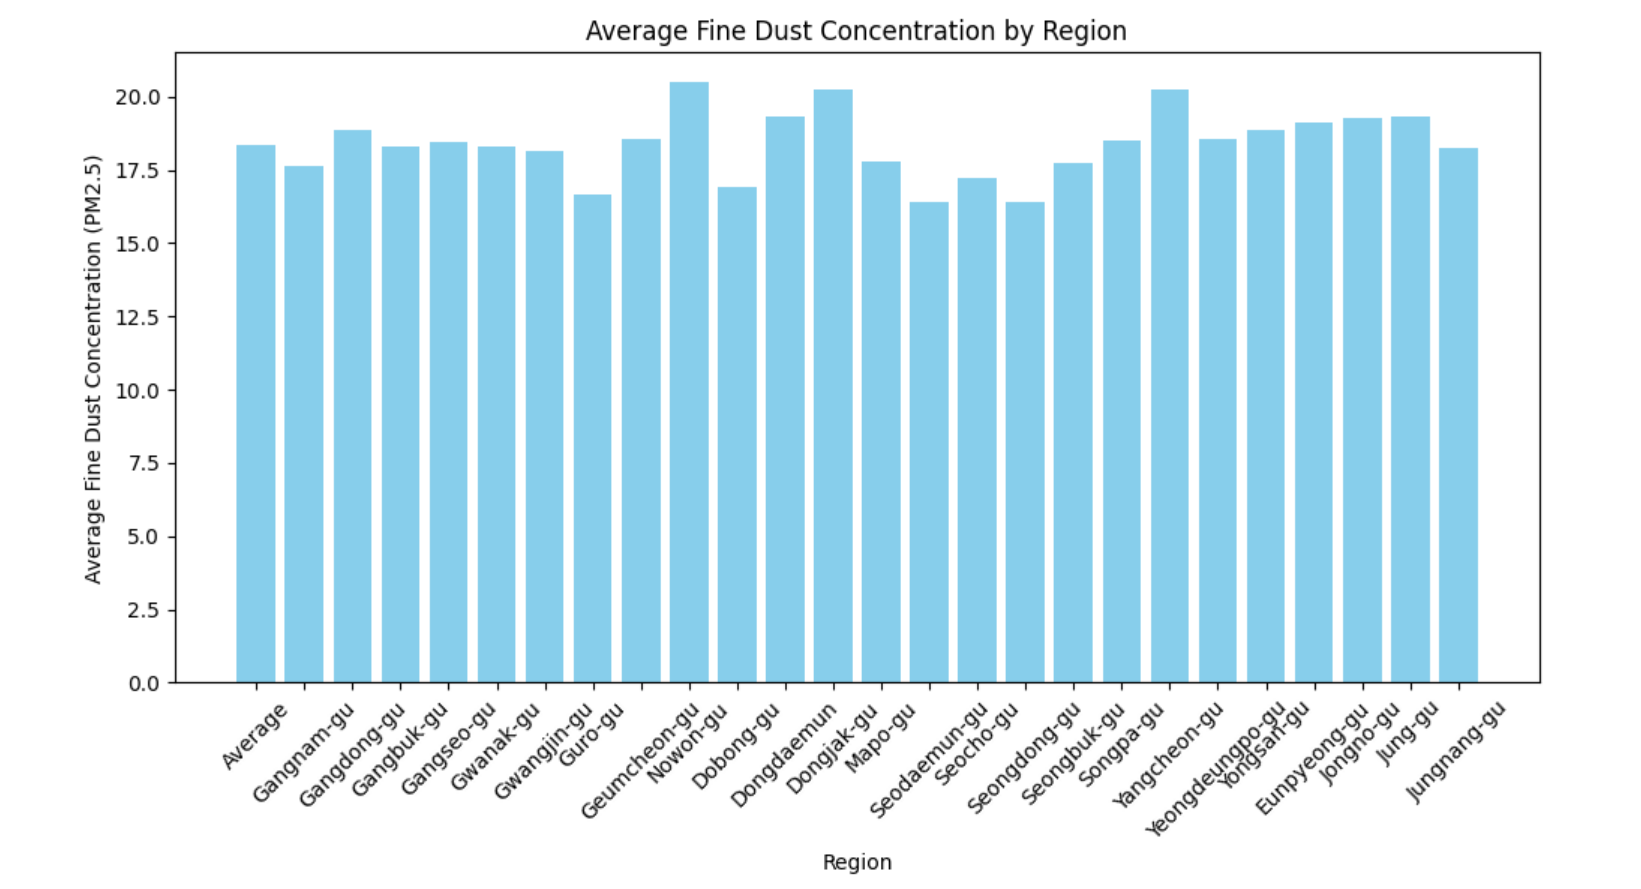 Average Fine Dust Concentration by Region
Average Fine Dust Concentration (PM2.5)
20.0
17.5
15.0
12.5
10.0
7.5
5.0
2.5
0.0
Average
Gangnam-gu
Gangdong-gu
Gangbuk-gu
Gangseo-gu
Gwanak-gu
Gwangjin-gu
Guro-gu
Geumcheon-gu
Nowon-gu
Dobong-gu
Dongdaemun
Dongjak-gu
Mapo-gu
Seodaemun-gu
Seocho-gu
Seongdong-gu
Seongbuk-gu
Songpa-gu
Yangcheon-gu
Yeongdeungpo-gu
Yongsan-gu
Eunpyeong-gu
Jongno-gu
Jung-gu
Jungnang-gu
Region